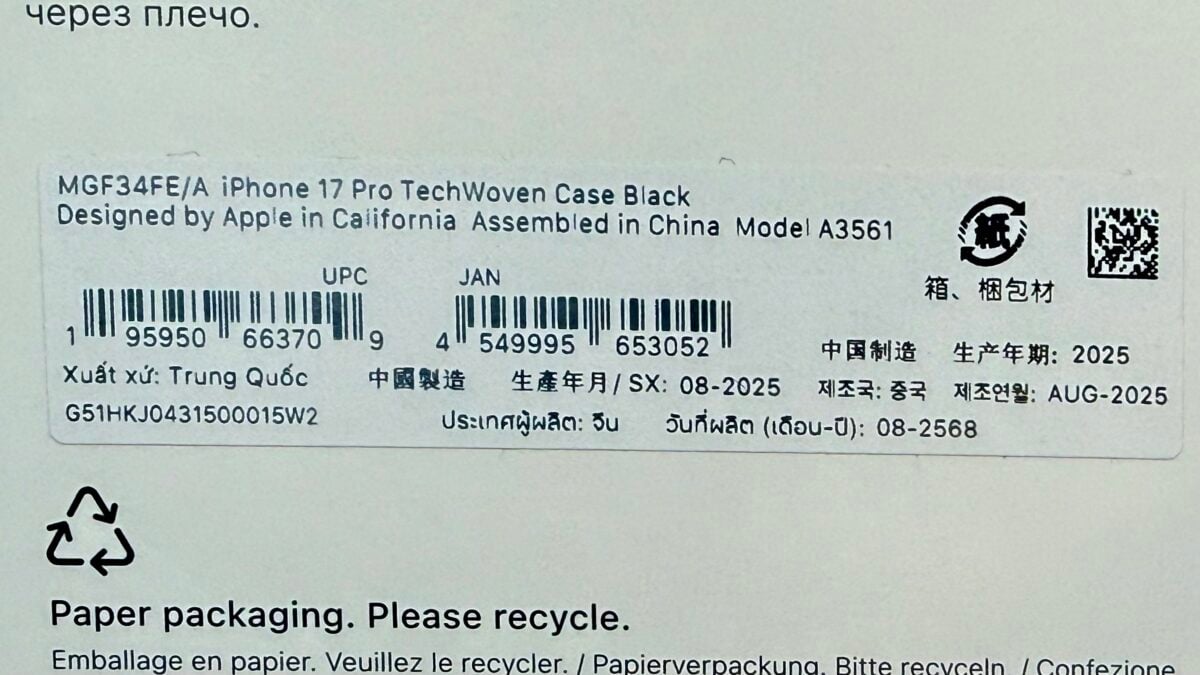 через плечо.
MGF34FE/A iPhone 17 Pro TechWoven Case Black
Designed by Apple in California Assembled in China Model A3561
紙
箱、梱包材
UPC JAN
1 95950 66370 9 4 549995 653052
中国制造 生产年期: 2025
Xuất xứ: Trung Quốc 中國製造 生產年月/ SX: 08-2025 제조국: 중국 제조연월: AUG-2025
G51HKJ0431500015W2 ประเทศผู้ผลิต: จีน วันที่ผลิต (เดือน-ปี): 08-2568
Paper packaging. Please recycle.
Emballage en papier. Veuillez le recycler. / Papierverpackung. Bitte recyceln. / Confezione